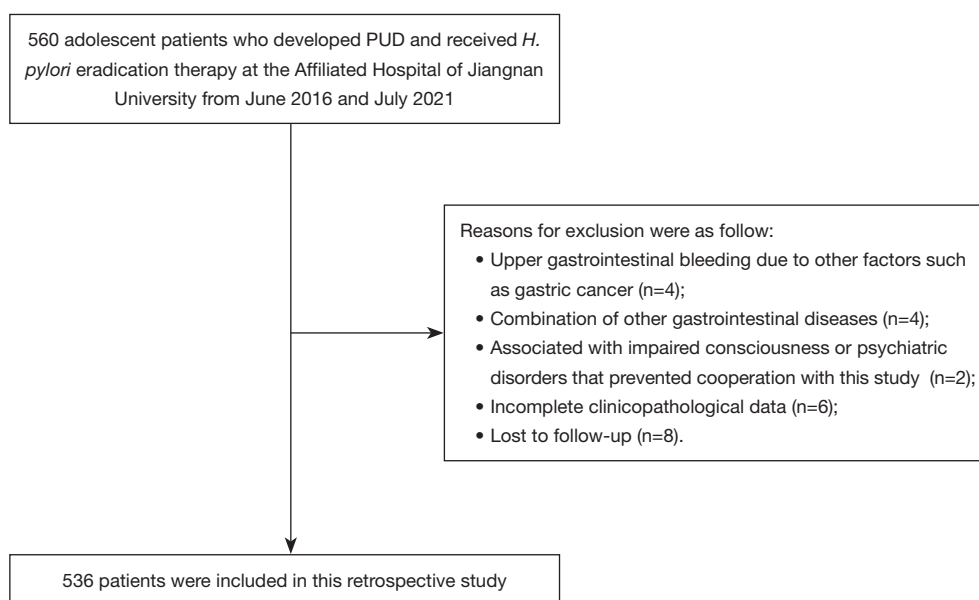 560 adolescent patients who developed PUD and received H.
pylori eradication therapy at the Affiliated Hospital of Jiangnan
University from June 2016 and July 2021
Reasons for exclusion were as follow:
• Upper gastrointestinal bleeding due to other factors such
as gastric cancer (n=4);
• Combination of other gastrointestinal diseases (n=4);
• Associated with impaired consciousness or psychiatric
disorders that prevented cooperation with this study (n=2);
• Incomplete clinicopathological data (n=6);
• Lost to follow-up (n=8).
536 patients were included in this retrospective study